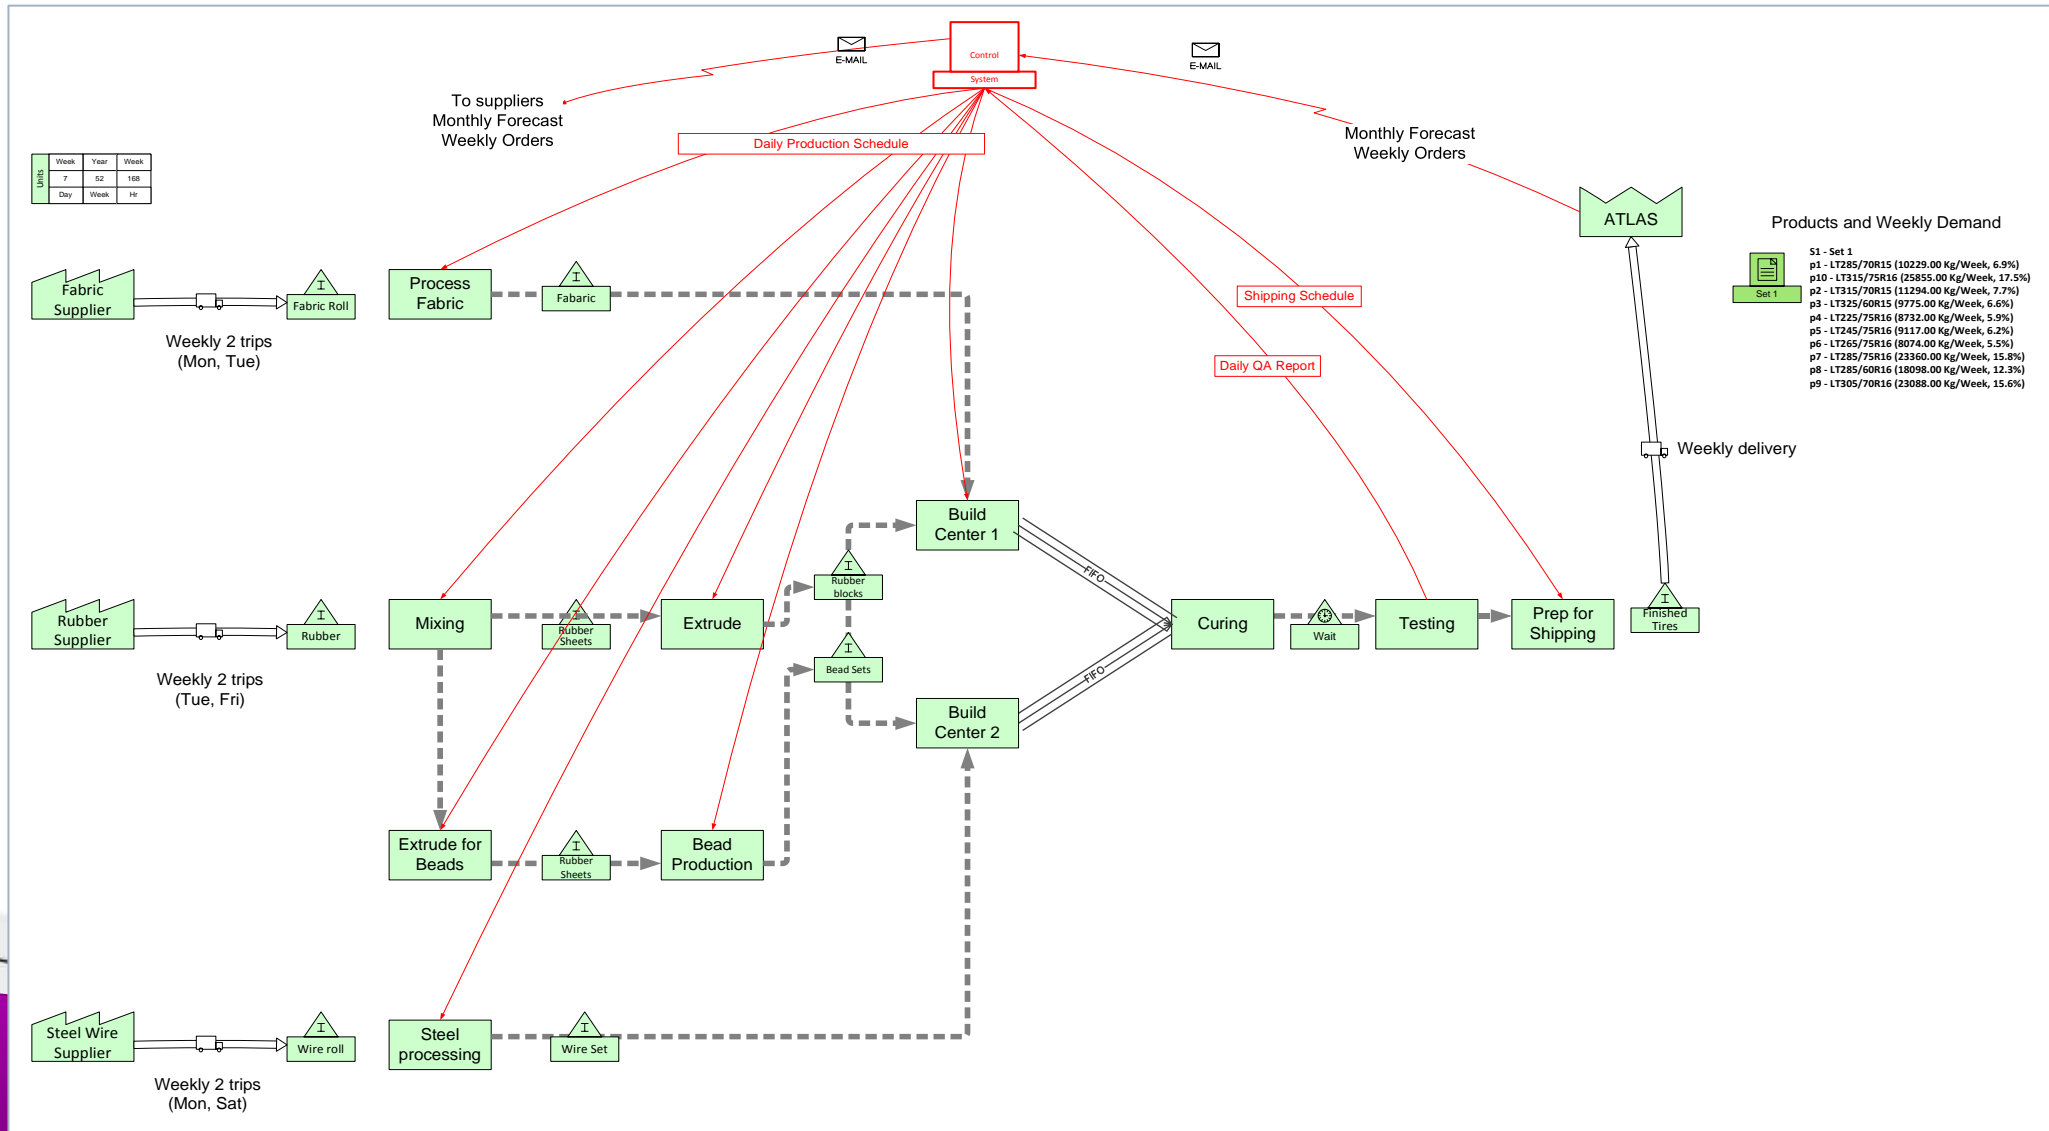 Control
System
E-MAIL
E-MAIL
To suppliers
Monthly Forecast
Weekly Orders
Daily Production Schedule
Monthly Forecast
Weekly Orders
Units
Week Year Week
7 52 168
Day Week Hr
ATLAS
Products and Weekly Demand
Set 1
S1 - Set 1
p1 - LT285/70R15 (10229.00 Kg/Week, 6.9%)
p10 - LT315/75R16 (25855.00 Kg/Week, 17.5%)
p2 - LT315/70R15 (11294.00 Kg/Week, 7.7%)
p3 - LT325/60R15 (9775.00 Kg/Week, 6.6%)
p4 - LT225/75R16 (8732.00 Kg/Week, 5.9%)
p5 - LT245/75R16 (9117.00 Kg/Week, 6.2%)
p6 - LT265/75R16 (8074.00 Kg/Week, 5.5%)
p7 - LT285/75R16 (23360.00 Kg/Week, 15.8%)
p8 - LT285/60R16 (18098.00 Kg/Week, 12.3%)
p9 - LT305/70R16 (23088.00 Kg/Week, 15.6%)
Fabric
Supplier
I
Fabric Roll
Process
Fabric
I
Fabaric
Shipping Schedule
Weekly 2 trips
(Mon, Tue)
Daily QA Report
Weekly delivery
Build
Center 1
FIFO
I
Rubber
blocks
Rubber
Supplier
I
Rubber
Mixing
I
Rubber
Sheets
Extrude
Curing
Wait
Testing
Prep for
Shipping
I
Finished
Tires
I
Bead Sets
FIFO
Weekly 2 trips
(Tue, Fri)
Build
Center 2
Extrude for
Beads
I
Rubber
Sheets
Bead
Production
Steel Wire
Supplier
I
Wire roll
Steel
processing
I
Wire Set
Weekly 2 trips
(Mon, Sat)